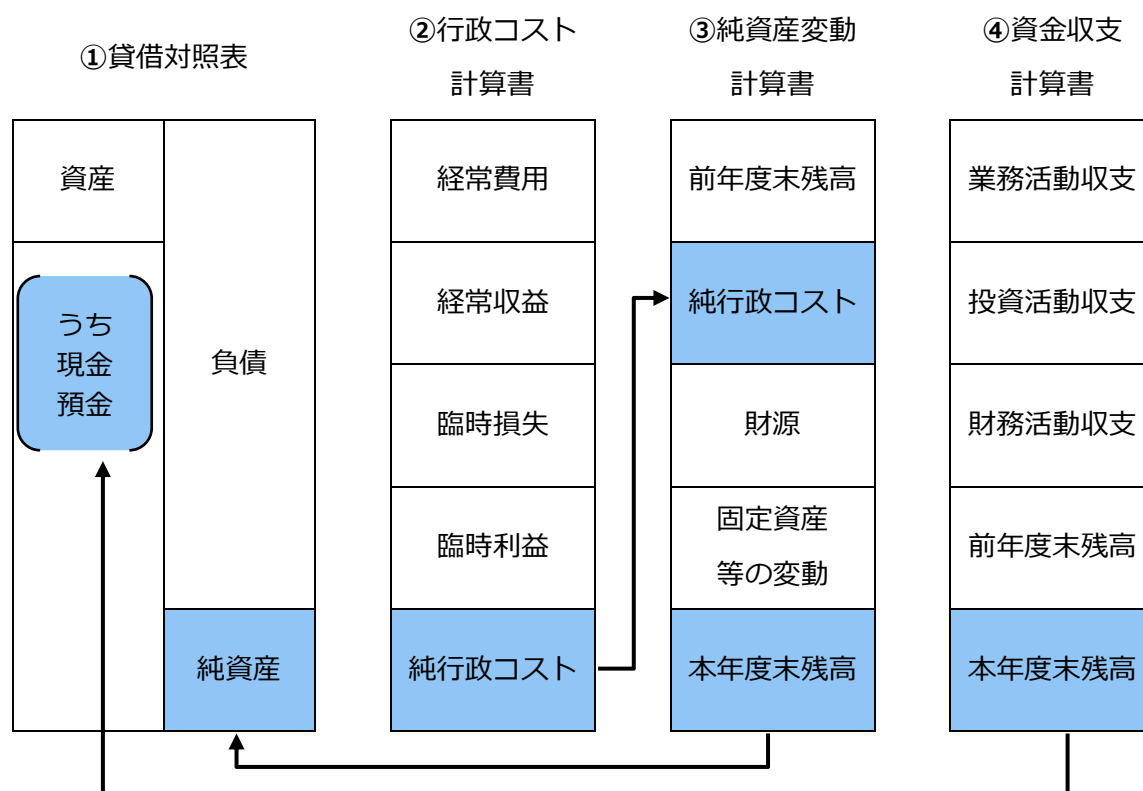 ①貸借対照表
資産
うち
現金
預金
負債
純資産
②行政コスト
計算書
経常費用
経常収益
臨時損失
臨時利益
純行政コスト
③純資産変動
計算書
前年度末残高
純行政コスト
財源
固定資産
等の変動
本年度末残高
④資金収支
計算書
業務活動収支
投資活動収支
財務活動収支
前年度末残高
本年度末残高